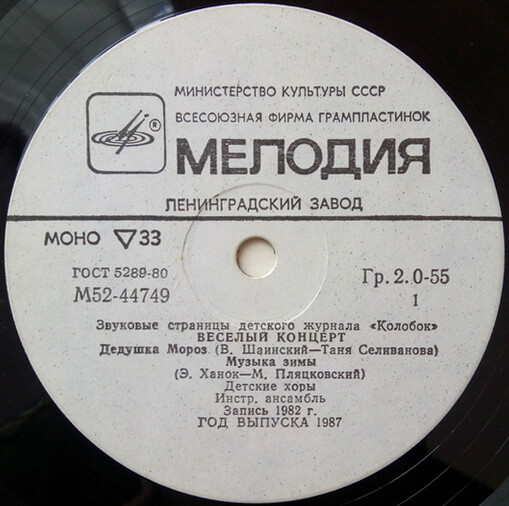 МИНИСТЕРСТВО КУЛЬТУРЫ СССР
ВСЕСОЮЗНАЯ ФИРМА ГРАМПЛАСТИНОК
®
МЕЛОДИЯ
ЛЕНИНГРАДСКИЙ ЗАВОД
МОНО ▽33
ГОСТ 5289-80
М52-44749
Гр.2.0-55
1
Звуковые страницы детского журнала «Колобок»
ВЕСЕЛЫЙ КОНЦЕРТ
Дедушка Мороз (В. Шаинский—Таня Селиванова)
Музыка зимы
(Э. Ханок—М. Пляцковский)
Детские хоры
Инстр. ансамбль
Запись 1982 г.
ГОД ВЫПУСКА 1987